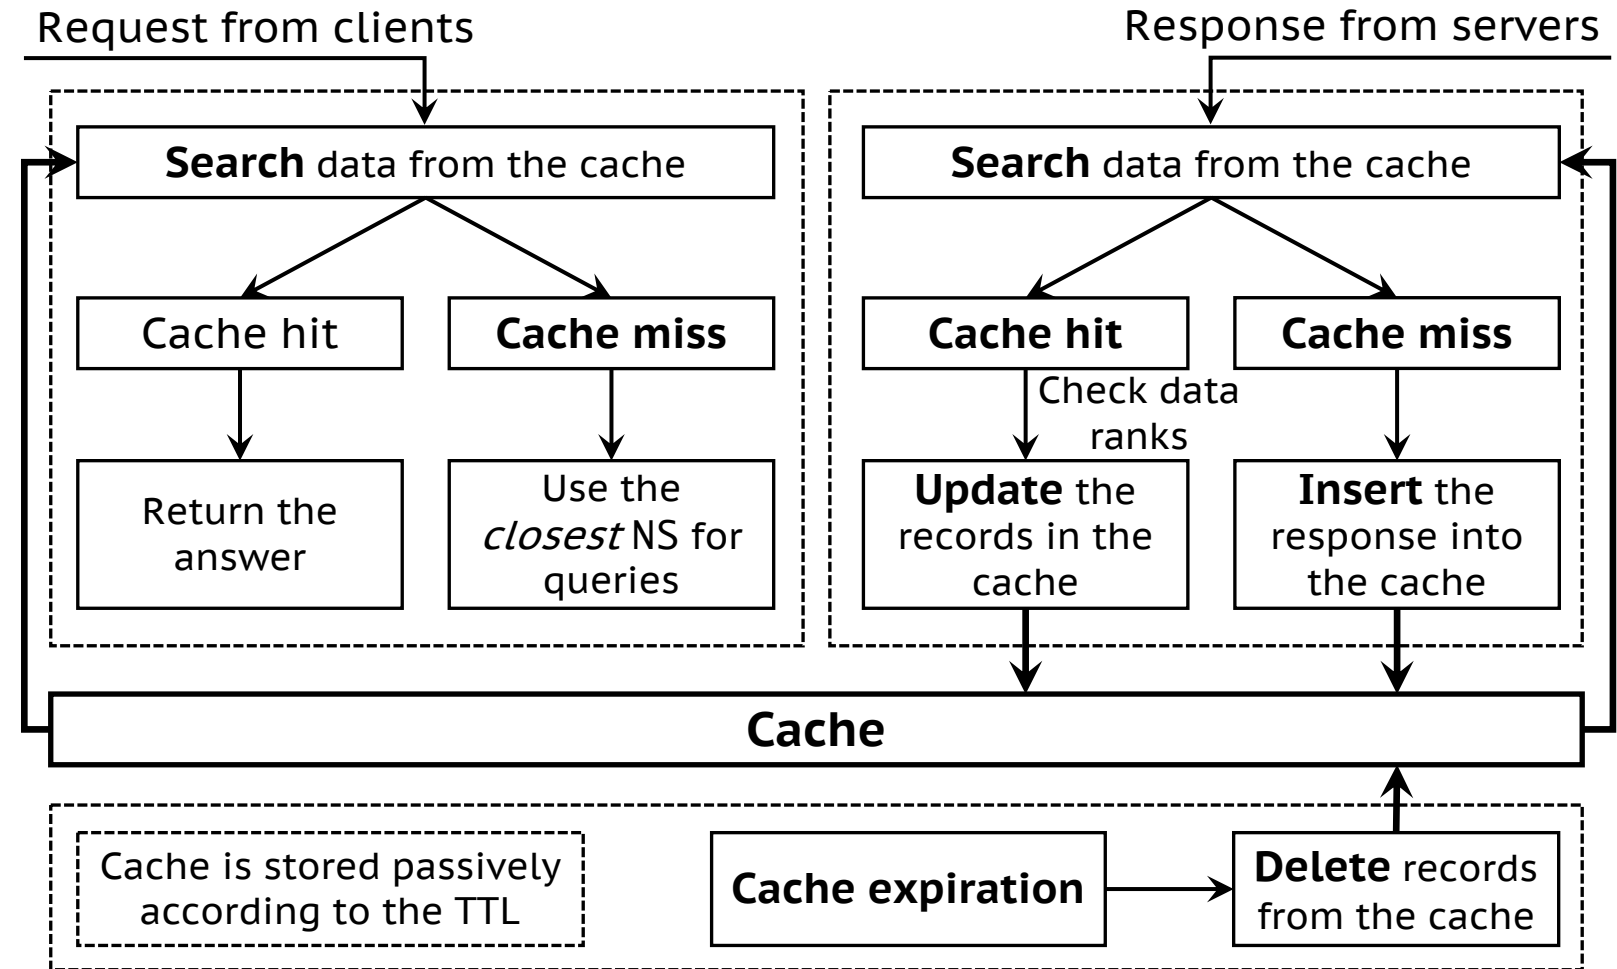 Request from clients
Response from servers
Search data from the cache
Search data from the cache
Cache hit
Cache miss
Cache hit
Cache miss
Check data
ranks
Return the
answer
Use the
closest NS for
queries
Update the
records in the
cache
Insert the
response into
the cache
Cache
Cache is stored passively
according to the TTL
Cache expiration
Delete records
from the cache